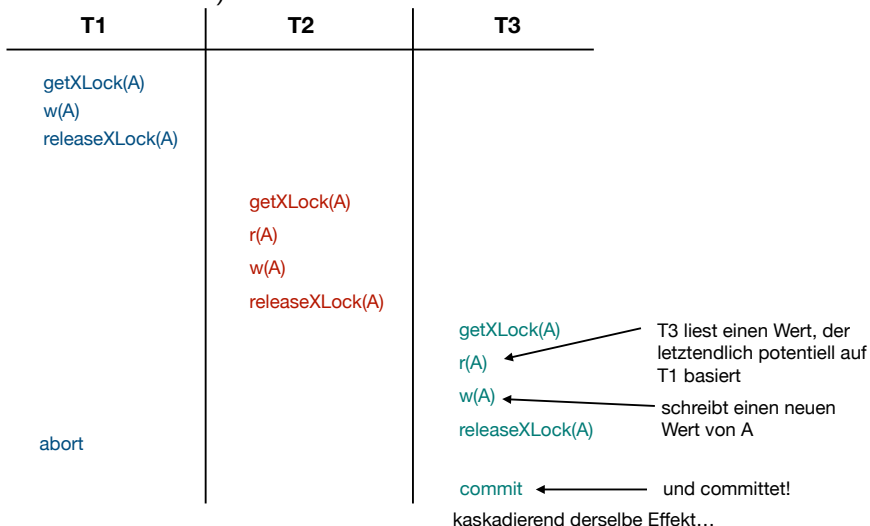 T1
T2
T3
getXLock(A)
w(A)
releaseXLock(A)
getXLock(A)
r(A)
w(A)
releaseXLock(A)
getXLock(A)
r(A)
w(A)
releaseXLock(A)
T3 liest einen Wert, der
letztendlich potentiell auf
T1 basiert
schreibt einen neuen
Wert von A
abort
commit
und committet!
kaskadierend derselbe Effekt…